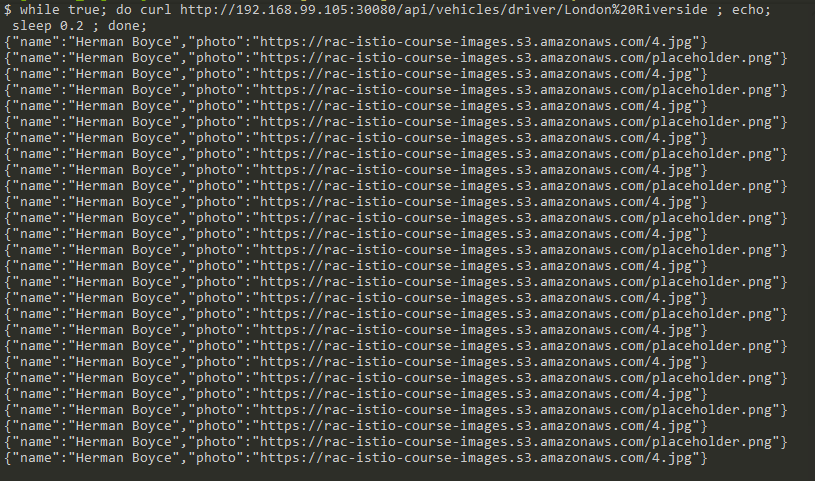 $ while true; do curl http://192.168.99.105:30080/api/vehicles/driver/London%20Riverside ; echo;
 sleep 0.2 ; done;
{"name":"Herman Boyce","photo":"https://rac-istio-course-images.s3.amazonaws.com/4.jpg"}
{"name":"Herman Boyce","photo":"https://rac-istio-course-images.s3.amazonaws.com/placeholder.png"}
{"name":"Herman Boyce","photo":"https://rac-istio-course-images.s3.amazonaws.com/4.jpg"}
{"name":"Herman Boyce","photo":"https://rac-istio-course-images.s3.amazonaws.com/placeholder.png"}
{"name":"Herman Boyce","photo":"https://rac-istio-course-images.s3.amazonaws.com/4.jpg"}
{"name":"Herman Boyce","photo":"https://rac-istio-course-images.s3.amazonaws.com/placeholder.png"}
{"name":"Herman Boyce","photo":"https://rac-istio-course-images.s3.amazonaws.com/4.jpg"}
{"name":"Herman Boyce","photo":"https://rac-istio-course-images.s3.amazonaws.com/placeholder.png"}
{"name":"Herman Boyce","photo":"https://rac-istio-course-images.s3.amazonaws.com/4.jpg"}
{"name":"Herman Boyce","photo":"https://rac-istio-course-images.s3.amazonaws.com/placeholder.png"}
{"name":"Herman Boyce","photo":"https://rac-istio-course-images.s3.amazonaws.com/4.jpg"}
{"name":"Herman Boyce","photo":"https://rac-istio-course-images.s3.amazonaws.com/placeholder.png"}
{"name":"Herman Boyce","photo":"https://rac-istio-course-images.s3.amazonaws.com/4.jpg"}
{"name":"Herman Boyce","photo":"https://rac-istio-course-images.s3.amazonaws.com/placeholder.png"}
{"name":"Herman Boyce","photo":"https://rac-istio-course-images.s3.amazonaws.com/4.jpg"}
{"name":"Herman Boyce","photo":"https://rac-istio-course-images.s3.amazonaws.com/placeholder.png"}
{"name":"Herman Boyce","photo":"https://rac-istio-course-images.s3.amazonaws.com/4.jpg"}
{"name":"Herman Boyce","photo":"https://rac-istio-course-images.s3.amazonaws.com/placeholder.png"}
{"name":"Herman Boyce","photo":"https://rac-istio-course-images.s3.amazonaws.com/4.jpg"}
{"name":"Herman Boyce","photo":"https://rac-istio-course-images.s3.amazonaws.com/placeholder.png"}
{"name":"Herman Boyce","photo":"https://rac-istio-course-images.s3.amazonaws.com/4.jpg"}
{"name":"Herman Boyce","photo":"https://rac-istio-course-images.s3.amazonaws.com/placeholder.png"}
{"name":"Herman Boyce","photo":"https://rac-istio-course-images.s3.amazonaws.com/4.jpg"}
{"name":"Herman Boyce","photo":"https://rac-istio-course-images.s3.amazonaws.com/placeholder.png"}
{"name":"Herman Boyce","photo":"https://rac-istio-course-images.s3.amazonaws.com/4.jpg"}
{"name":"Herman Boyce","photo":"https://rac-istio-course-images.s3.amazonaws.com/placeholder.png"}
{"name":"Herman Boyce","photo":"https://rac-istio-course-images.s3.amazonaws.com/4.jpg"}